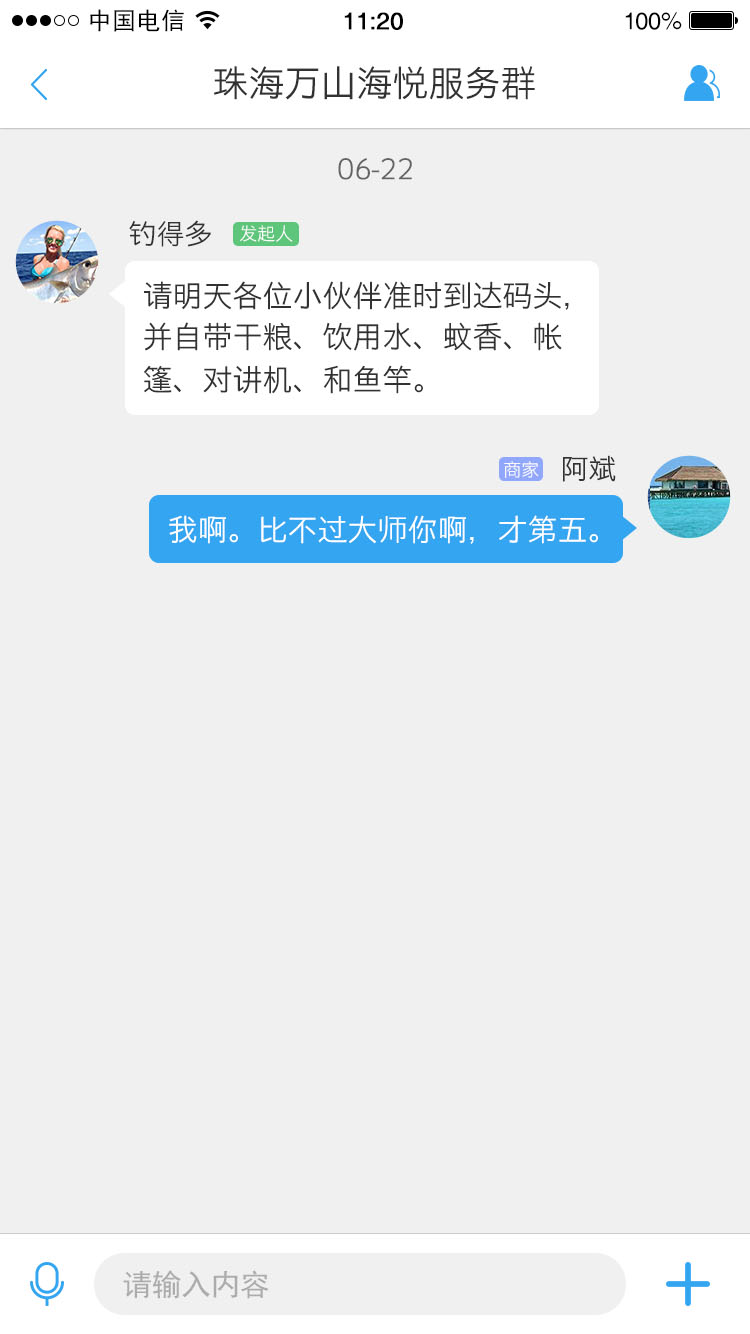 中国电信 11:20 100%
珠海万山海悦服务群
06-22
钓得多 发起人
请明天各位小伙伴准时到达码头,
并自带干粮、饮用水、蚊香、帐
篷、对讲机、和鱼竿。
商家 阿斌
我啊。比不过大师你啊,才第五。
请输入内容